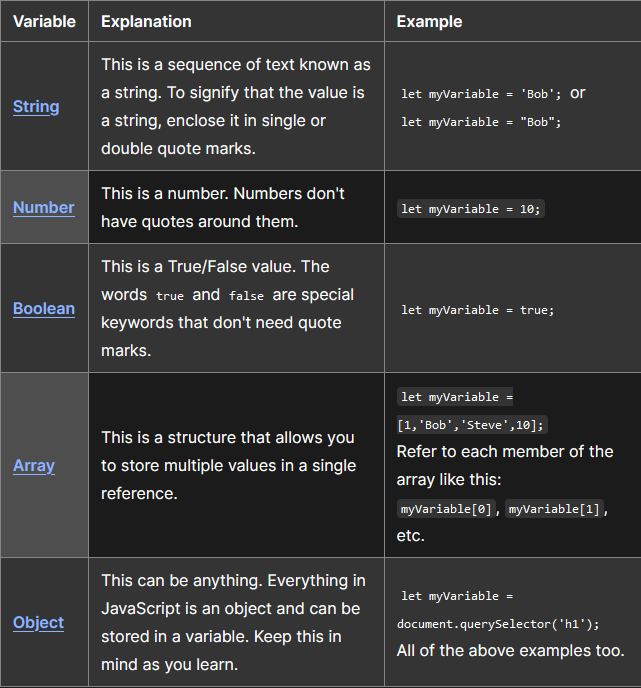 Variable Explanation Example
String
This is a sequence of text known as
a string. To signify that the value is
a string, enclose it in single or
double quote marks.
let myVariable = 'Bob'; or
let myVariable = "Bob";
Number
This is a number. Numbers don't
have quotes around them.
let myVariable = 10;
Boolean
This is a True/False value. The
words true and false are special
keywords that don't need quote
marks.
let myVariable = true;
Array
This is a structure that allows you
to store multiple values in a single
reference.
let myVariable =
[1,'Bob','Steve',10];
Refer to each member of the
array like this:
myVariable[0], myVariable[1],
etc.
Object
This can be anything. Everything in
JavaScript is an object and can be
stored in a variable. Keep this in
mind as you learn.
let myVariable =
document.querySelector('h1');
All of the above examples too.